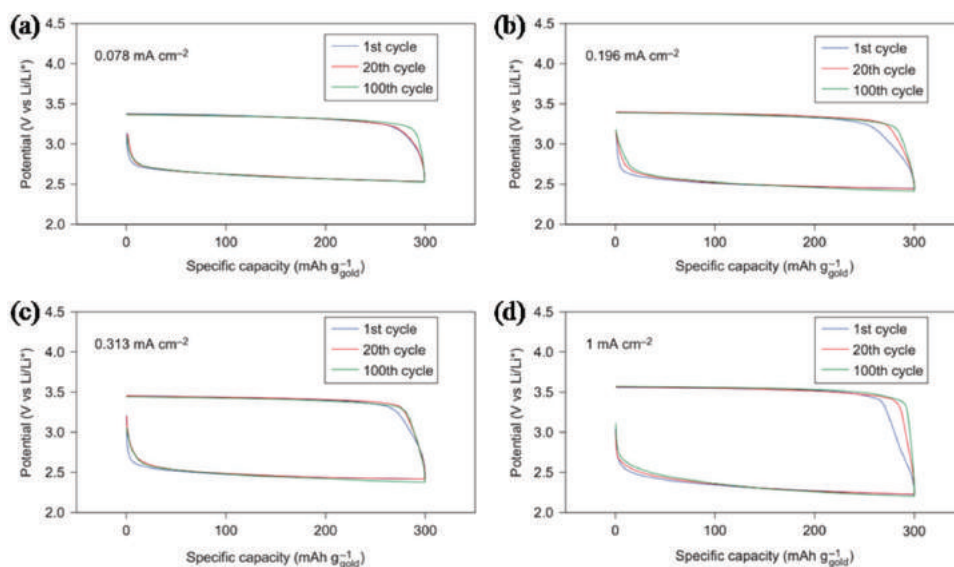 (a)
0.078 mA cm⁻²
1st cycle
20th cycle
100th cycle
4.5
4.0
3.5
3.0
2.5
2.0
Potential (V vs Li/Li⁺)
0 100 200 300
Specific capacity (mAh g⁻¹gold)
(b)
0.196 mA cm⁻²
1st cycle
20th cycle
100th cycle
4.5
4.0
3.5
3.0
2.5
2.0
Potential (V vs Li/Li⁺)
0 100 200 300
Specific capacity (mAh g⁻¹gold)
(c)
0.313 mA cm⁻²
1st cycle
20th cycle
100th cycle
4.5
4.0
3.5
3.0
2.5
2.0
Potential (V vs Li/Li⁺)
0 100 200 300
Specific capacity (mAh g⁻¹gold)
(d)
1 mA cm⁻²
1st cycle
20th cycle
100th cycle
4.5
4.0
3.5
3.0
2.5
2.0
Potential (V vs Li/Li⁺)
0 100 200 300
Specific capacity (mAh g⁻¹gold)